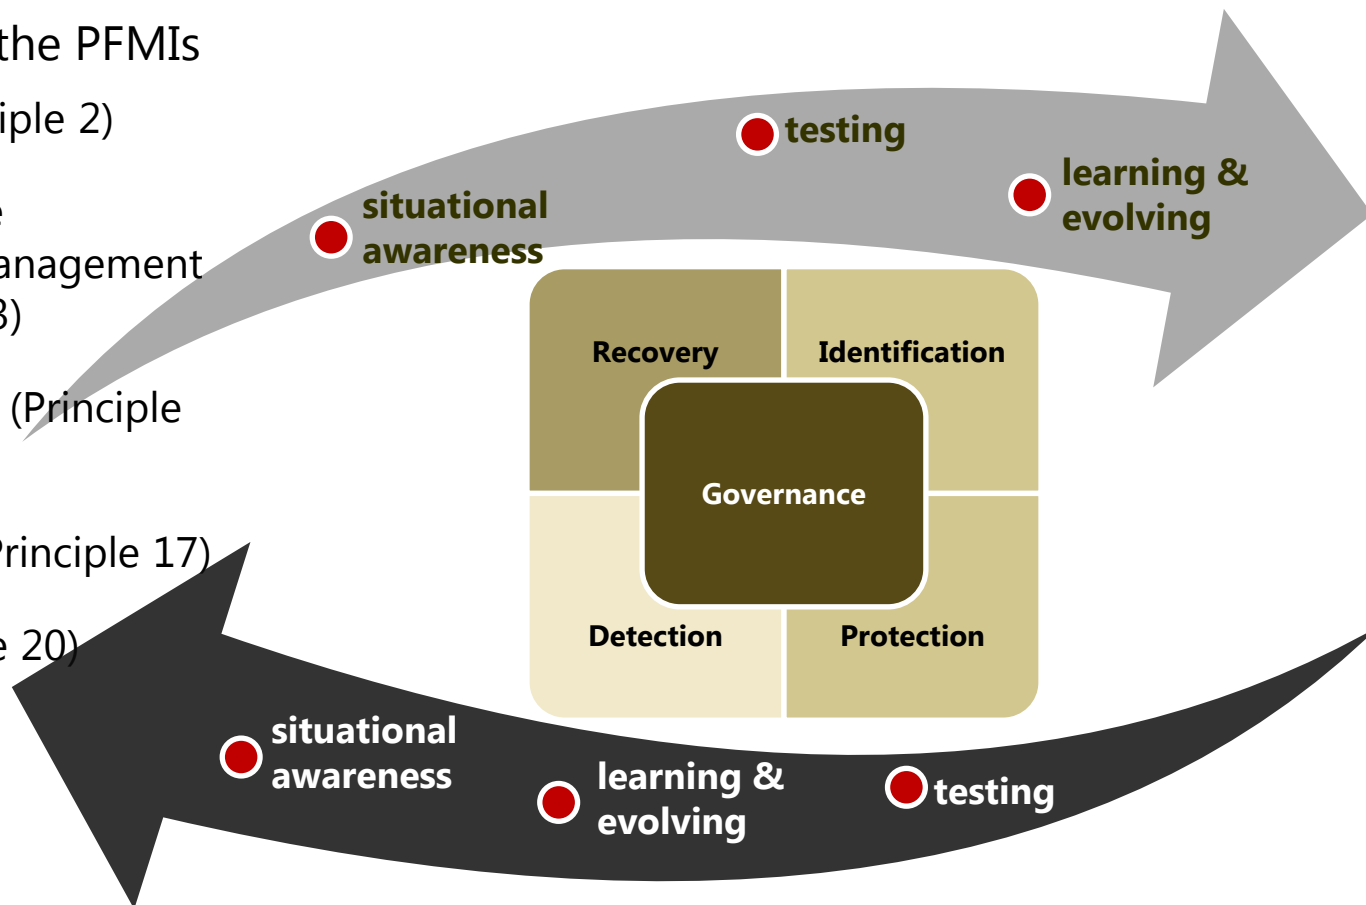 the PFMIs
iple 2)
e
anagement
3)
(Principle
Principle 17)
e 20)
situational
awareness
testing
learning &
evolving
Recovery
Identification
Governance
Detection
Protection
situational
awareness
learning &
evolving
testing